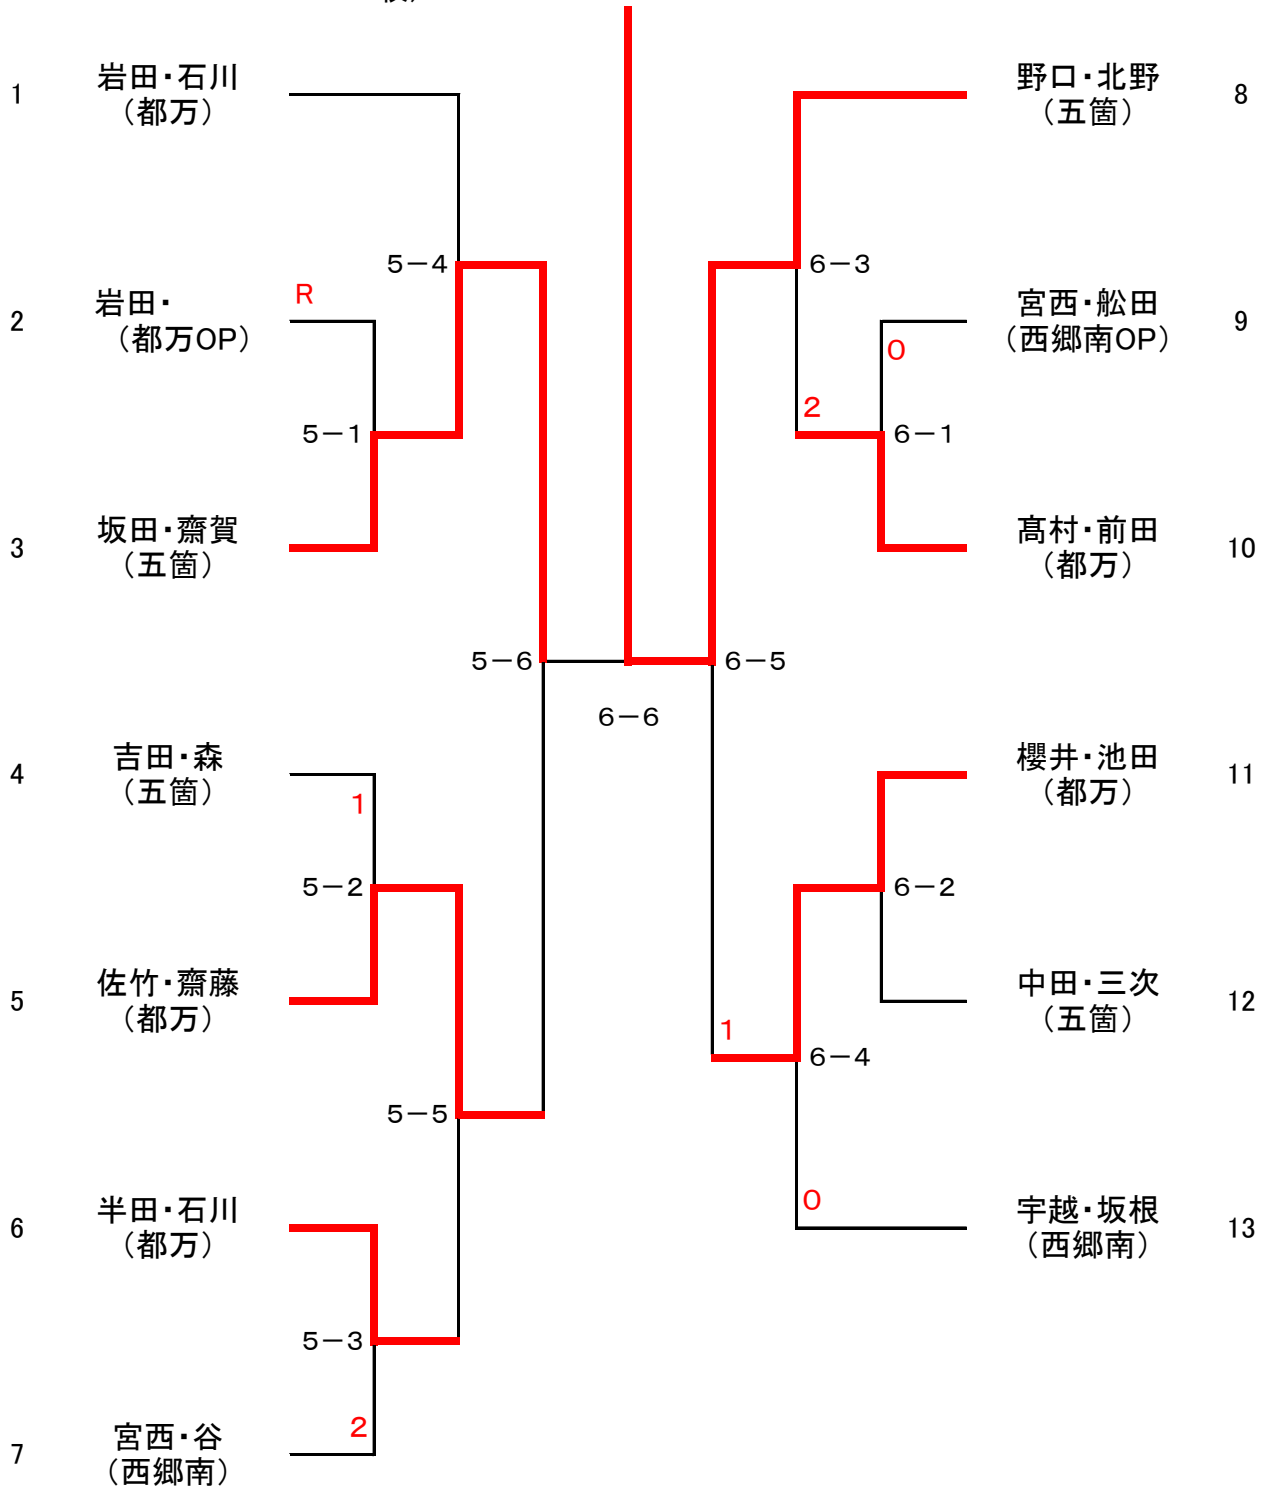 1
岩田・石川
（都万）
5－4
2
岩田・
（都万OP）
R
5－1
3
坂田・齋賀
（五箇）
5－6
4
吉田・森
（五箇）
1
5－2
5
佐竹・齋藤
（都万）
5－5
6
半田・石川
（都万）
5－3
7
宮西・谷
（西郷南）
2
6－6
野口・北野
（五箇）
8
6－3
宮西・舩田
（西郷南OP）
9
0
2
6－1
髙村・前田
（都万）
10
6－5
櫻井・池田
（都万）
11
6－2
中田・三次
（五箇）
12
1
6－4
0
宇越・坂根
（西郷南）
13